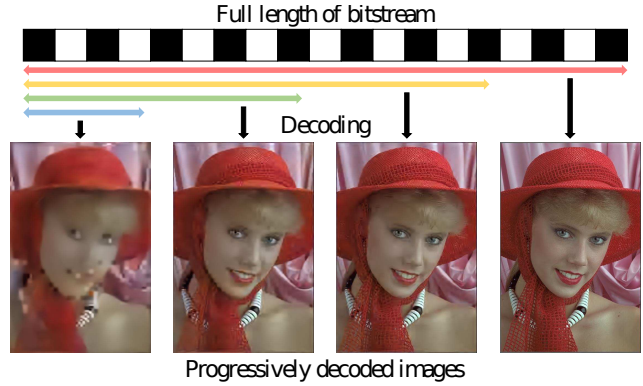 Full length of bitstream
Decoding
Progressively decoded images